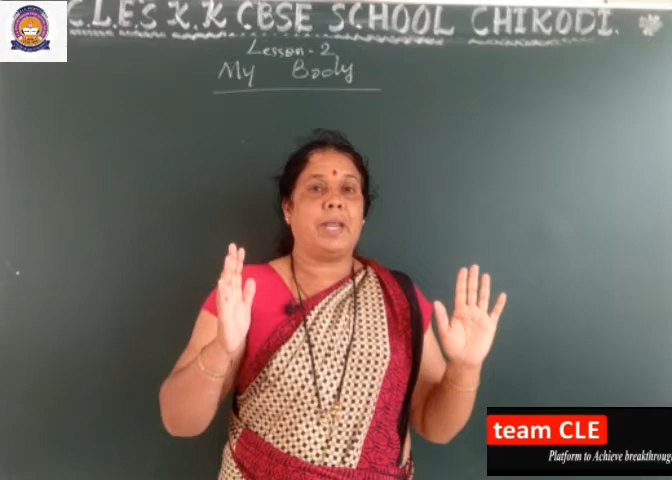 C.L.E'S K.K CBSE SCHOOL CHIKODI.
Lesson-2
My Body
team CLE
Platform to Achieve breakthroug